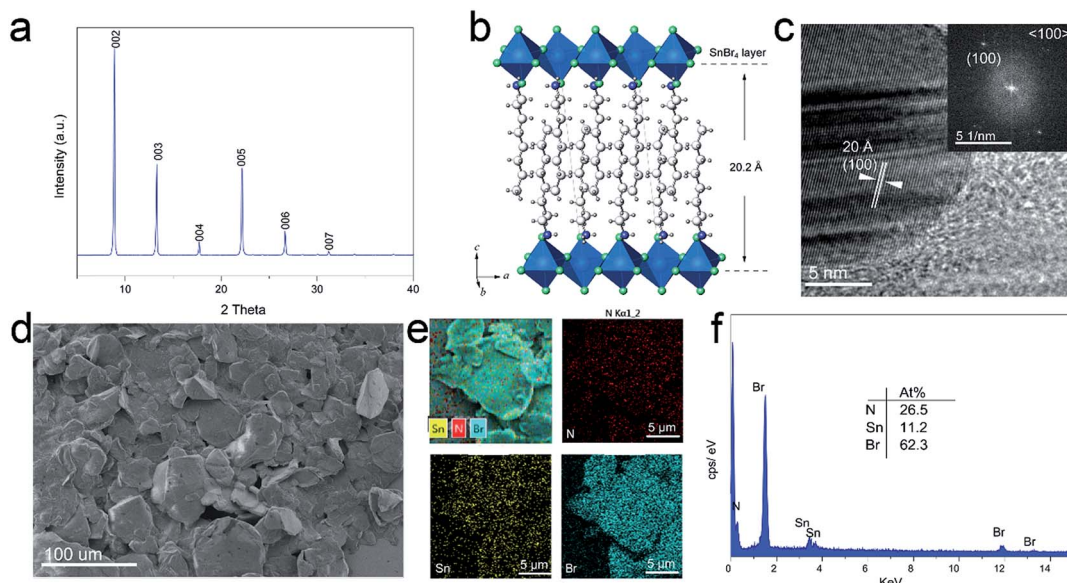 a
Intensity (a.u.)
002
003
004
005
006
007
10
20
30
40
2 Theta
b
SnBr₄ layer
20.2 Å
c
a
b
c
<100>
(100)
5 1/nm
20 Å
(100)
5 nm
d
100 um
e
N Kα1_2
Sn N Br
N
5 µm
Sn
5 µm
Br
5 µm
f
cps/ eV
Br
N
Sn
Sn
Br
Br
At%
N 26.5
Sn 11.2
Br 62.3
0 2 4 6 8 10 12 14
KeV